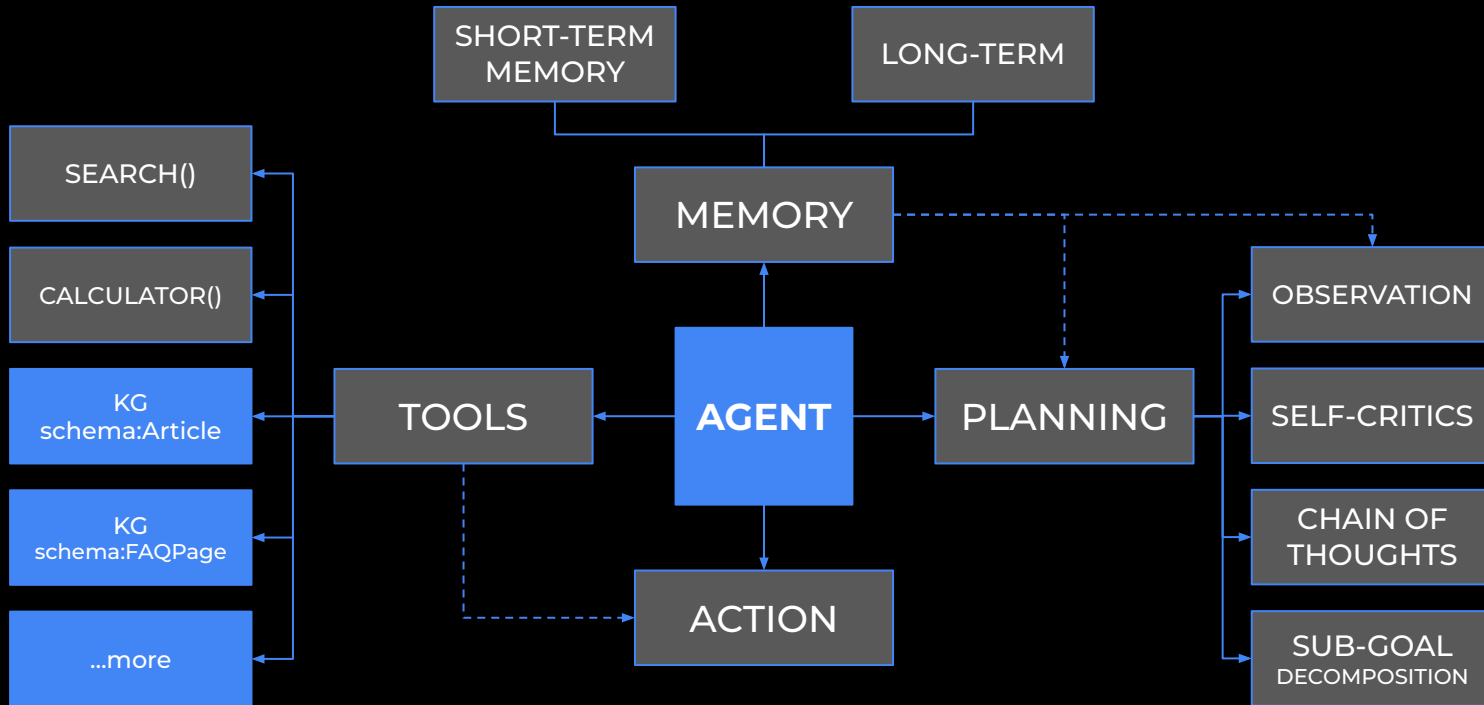 SHORT-TERM
MEMORY
LONG-TERM
SEARCH()
MEMORY
CALCULATOR()
OBSERVATION
KG
schema:Article
TOOLS
AGENT
PLANNING
SELF-CRITICS
KG
schema:FAQPage
CHAIN OF
THOUGHTS
ACTION
...more
SUB-GOAL
DECOMPOSITION